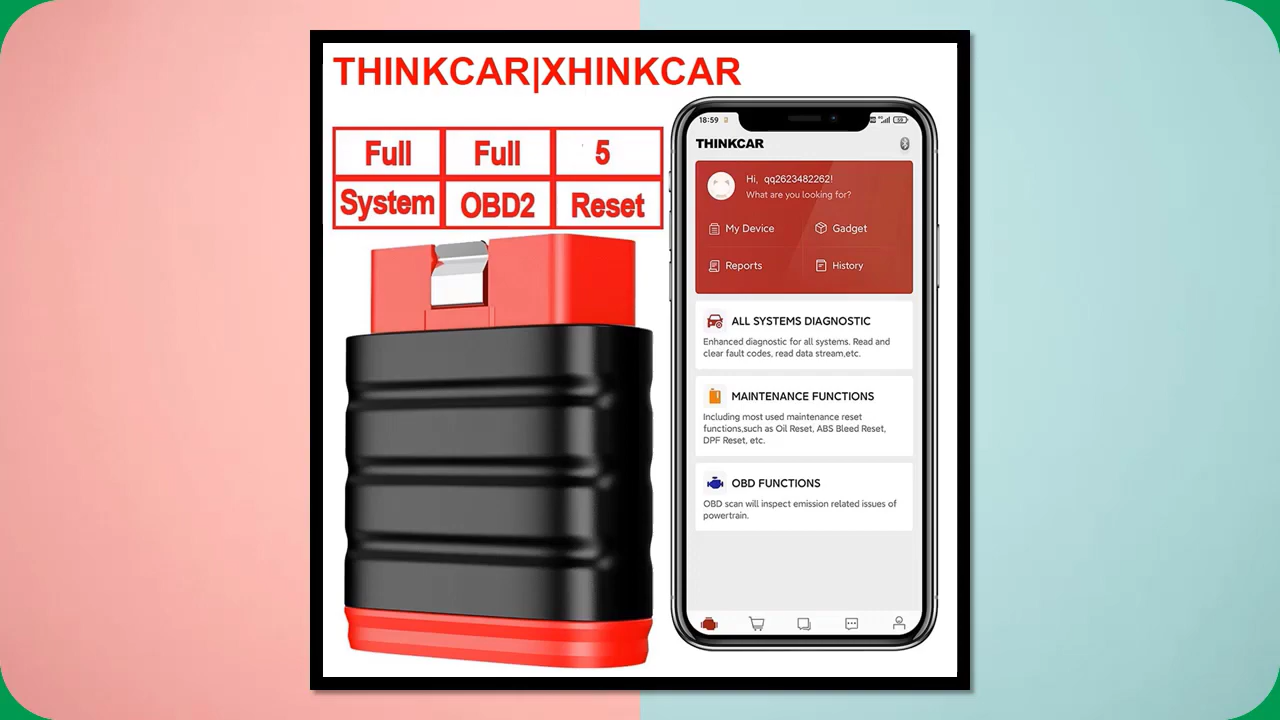 THINKCAR|XHINKCAR
Full Full 5
System OBD2 Reset
18:59
THINKCAR
Hi, qq2623482262!
What are you looking for?
My Device Gadget
Reports History
ALL SYSTEMS DIAGNOSTIC
Enhanced diagnostic for all systems. Read and
clear fault codes, read data stream,etc.
MAINTENANCE FUNCTIONS
Including most used maintenance reset
functions,such as Oil Reset, ABS Bleed Reset,
DPF Reset, etc.
OBD FUNCTIONS
OBD scan will inspect emission related issues of
powertrain.